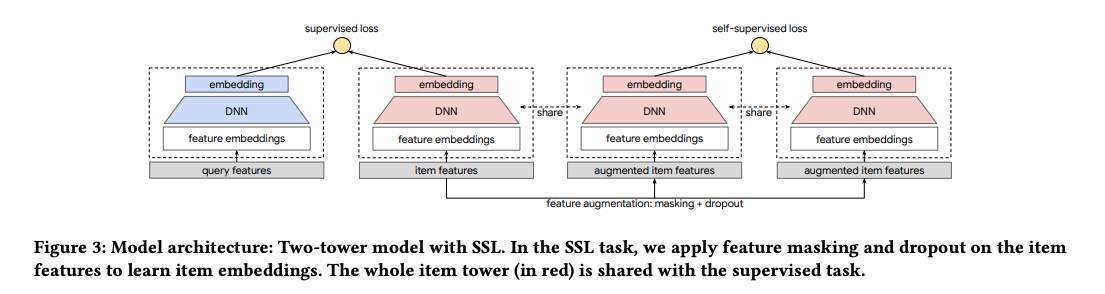 supervised loss
self-supervised loss
embedding
embedding
embedding
embedding
DNN
DNN
DNN
DNN
share
share
feature embeddings
feature embeddings
feature embeddings
feature embeddings
query features
item features
augmented item features
augmented item features
feature augmentation: masking + dropout
Figure 3: Model architecture: Two-tower model with SSL. In the SSL task, we apply feature masking and dropout on the item
features to learn item embeddings. The whole item tower (in red) is shared with the supervised task.